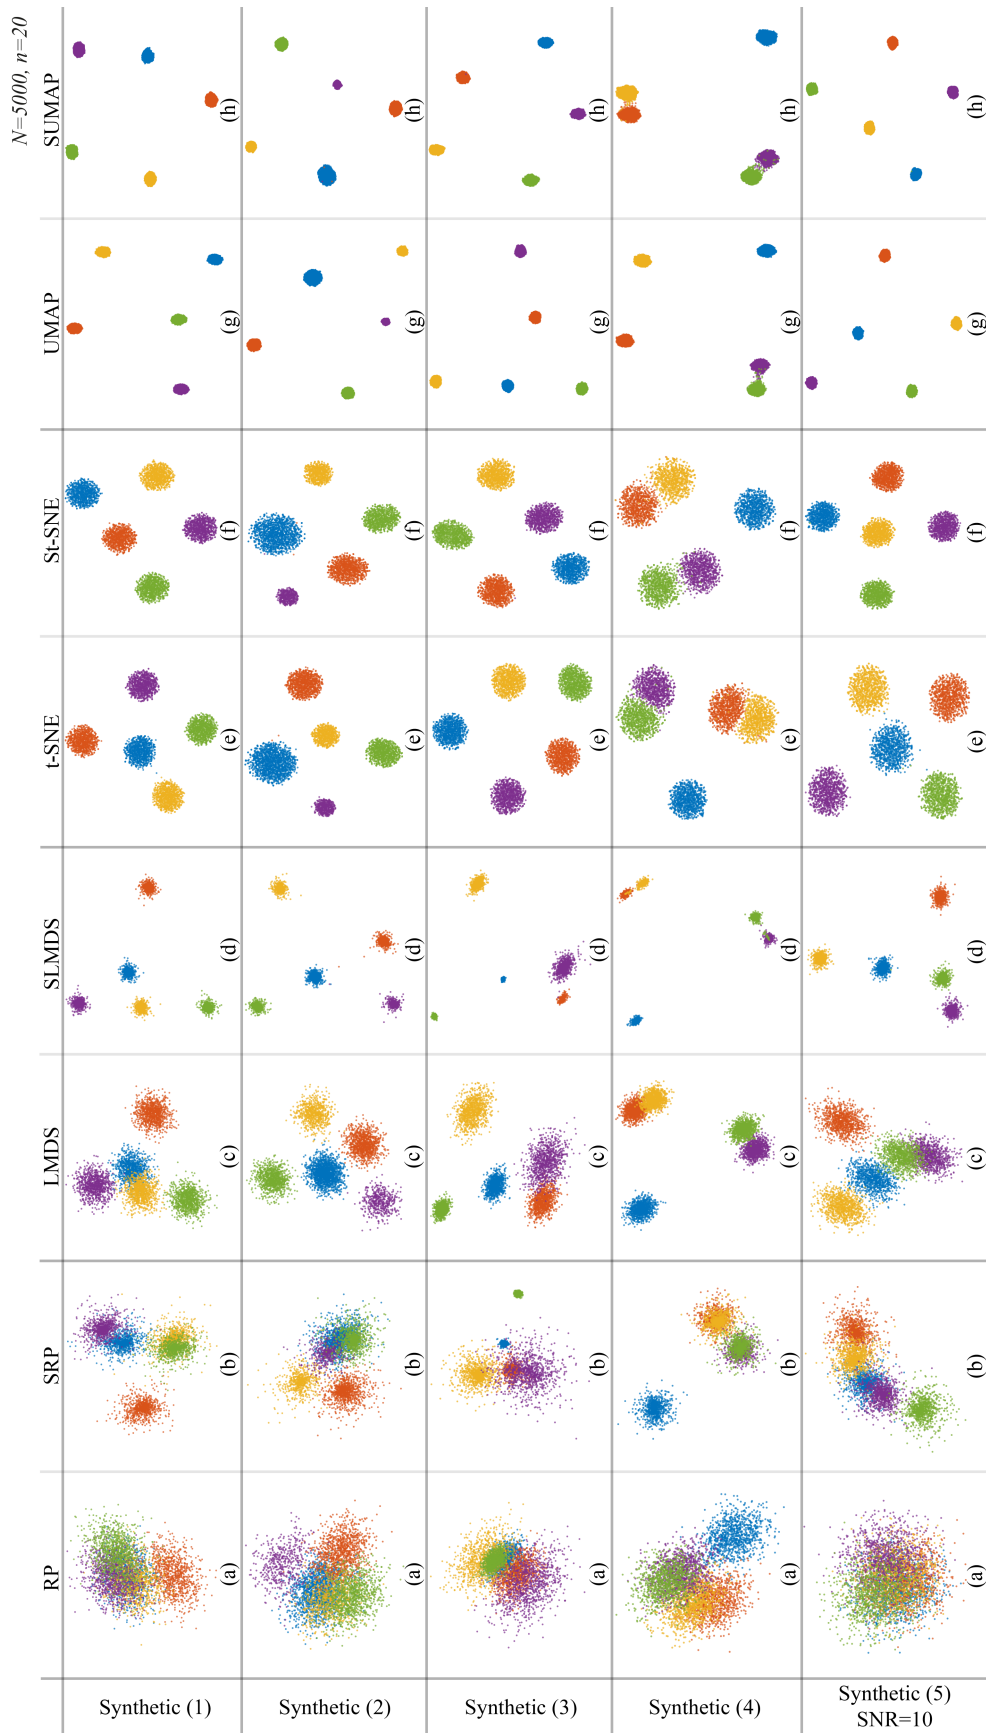 N=5000, n=20
RP
SRP
LMDS
SLMDS
t-SNE
St-SNE
UMAP
SUMAP
Synthetic (1)
(a)
(b)
(c)
(d)
(e)
(f)
(g)
(h)
Synthetic (2)
(a)
(b)
(c)
(d)
(e)
(f)
(g)
(h)
Synthetic (3)
(a)
(b)
(c)
(d)
(e)
(f)
(g)
(h)
Synthetic (4)
(a)
(b)
(c)
(d)
(e)
(f)
(g)
(h)
Synthetic (5)
SNR=10
(a)
(b)
(c)
(d)
(e)
(f)
(g)
(h)